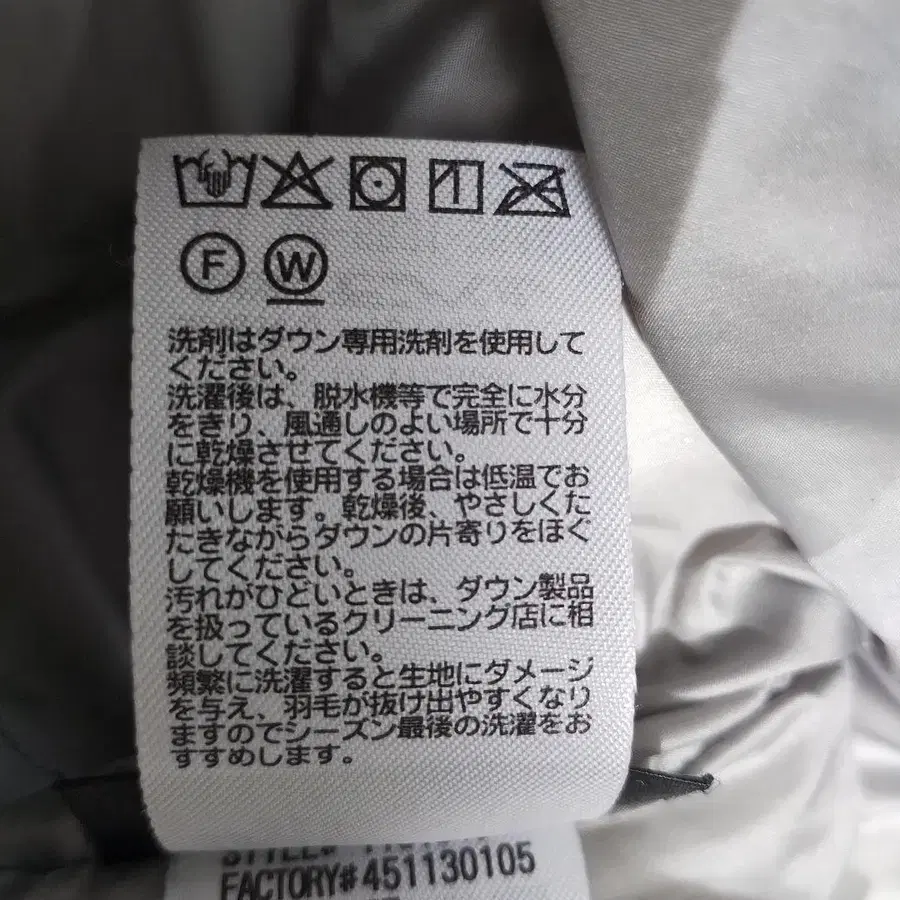 F W
洗剤はダウン専用洗剤を使用して
ください。
洗濯後は、脱水機等で完全に水分
をきり、風通しのよい場所で十分
に乾燥させてください。
乾燥機を使用する場合は低温でお
願いします。乾燥後、やさしくた
たきながらダウンの片寄りをほぐ
してください。
汚れがひどいときは、ダウン製品
を扱っているクリーニング店に相
談してください。
頻繁に洗濯すると生地にダメージ
を与え、羽毛が抜け出やすくなり
ますのでシーズン最後の洗濯をお
すすめします。
STYLE#
FACTORY# 451130105